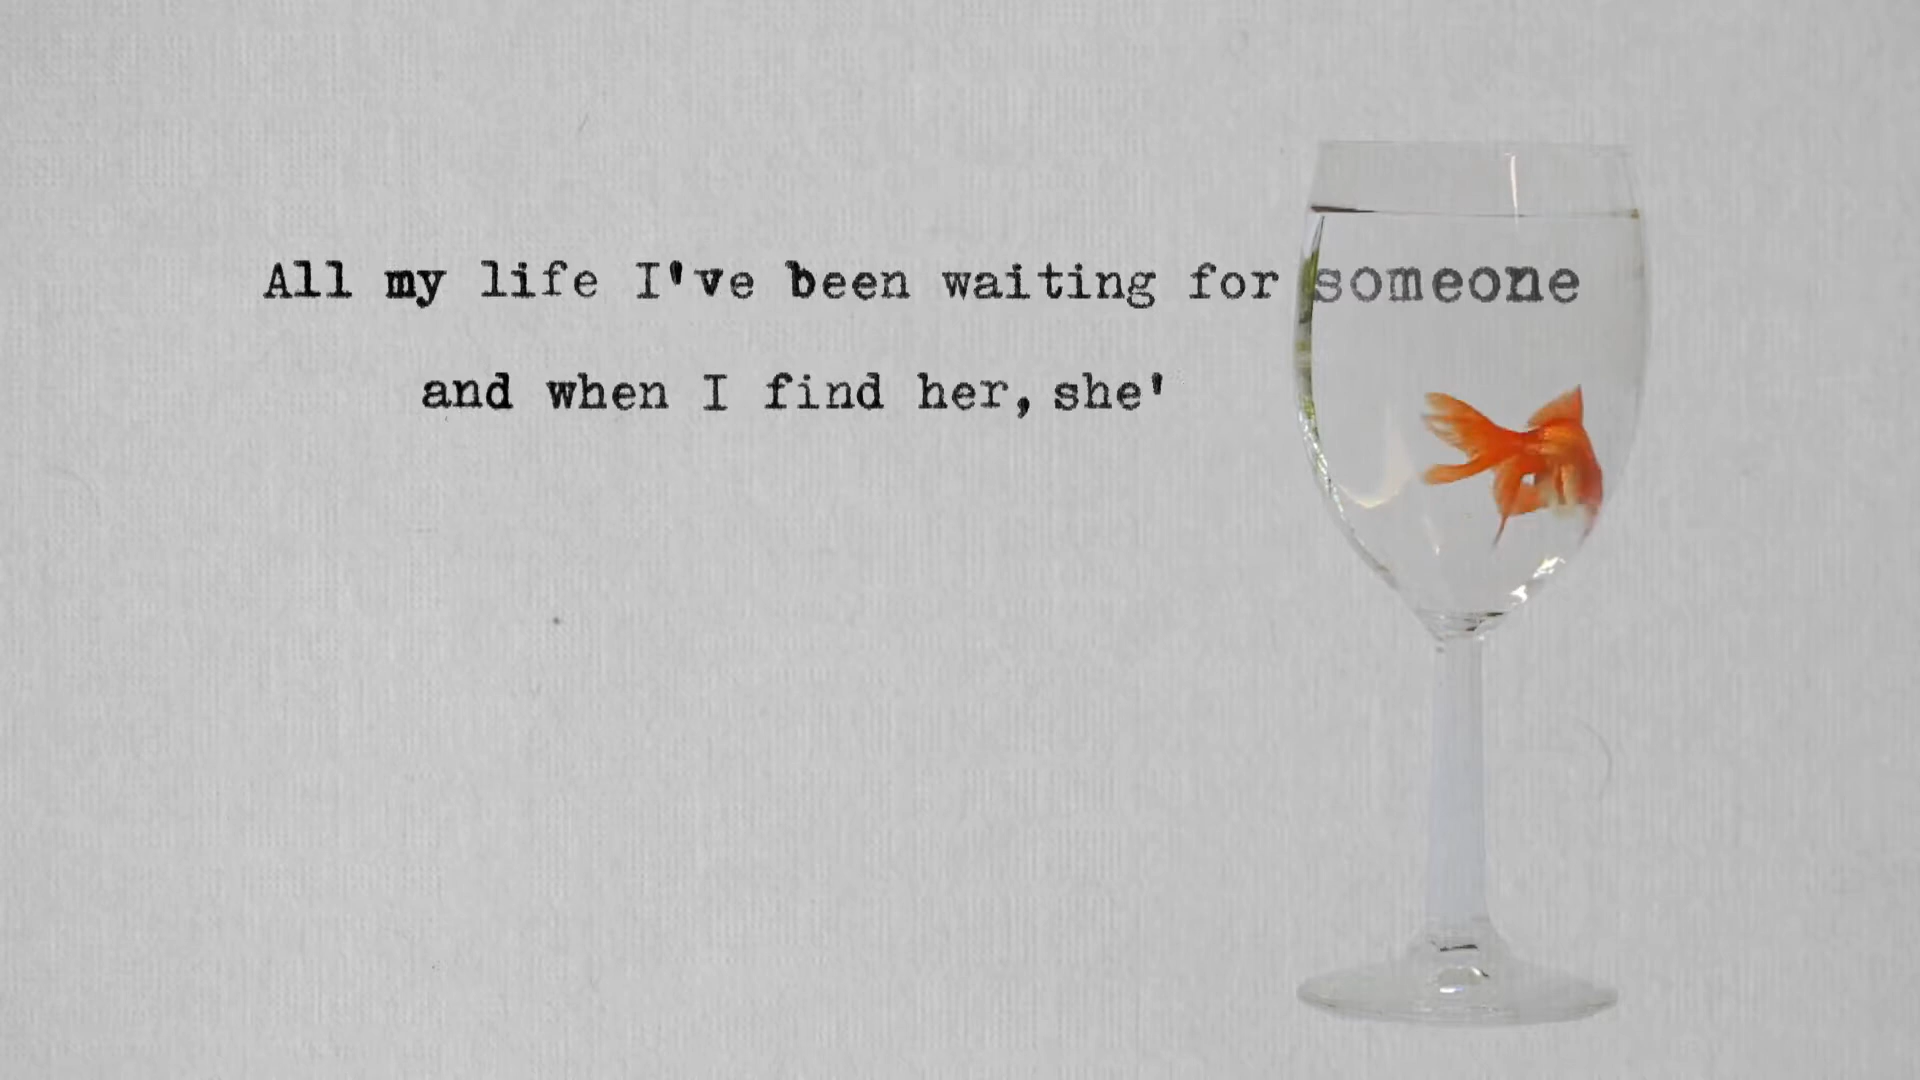 All my life I've been waiting for someone
and when I find her, she'